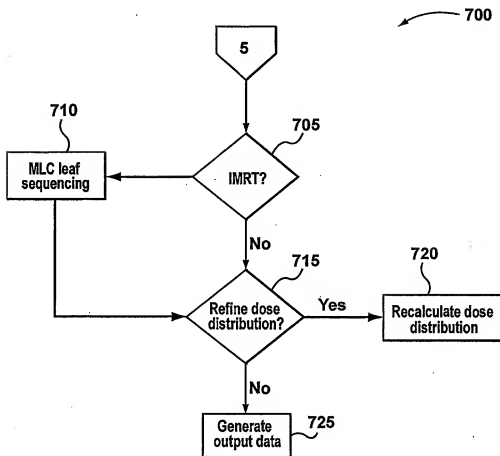 700
5
710
705
MLC leaf
sequencing
IMRT?
No
715
720
Refine dose
distribution?
Yes
Recalculate dose
distribution
No
725
Generate
output data